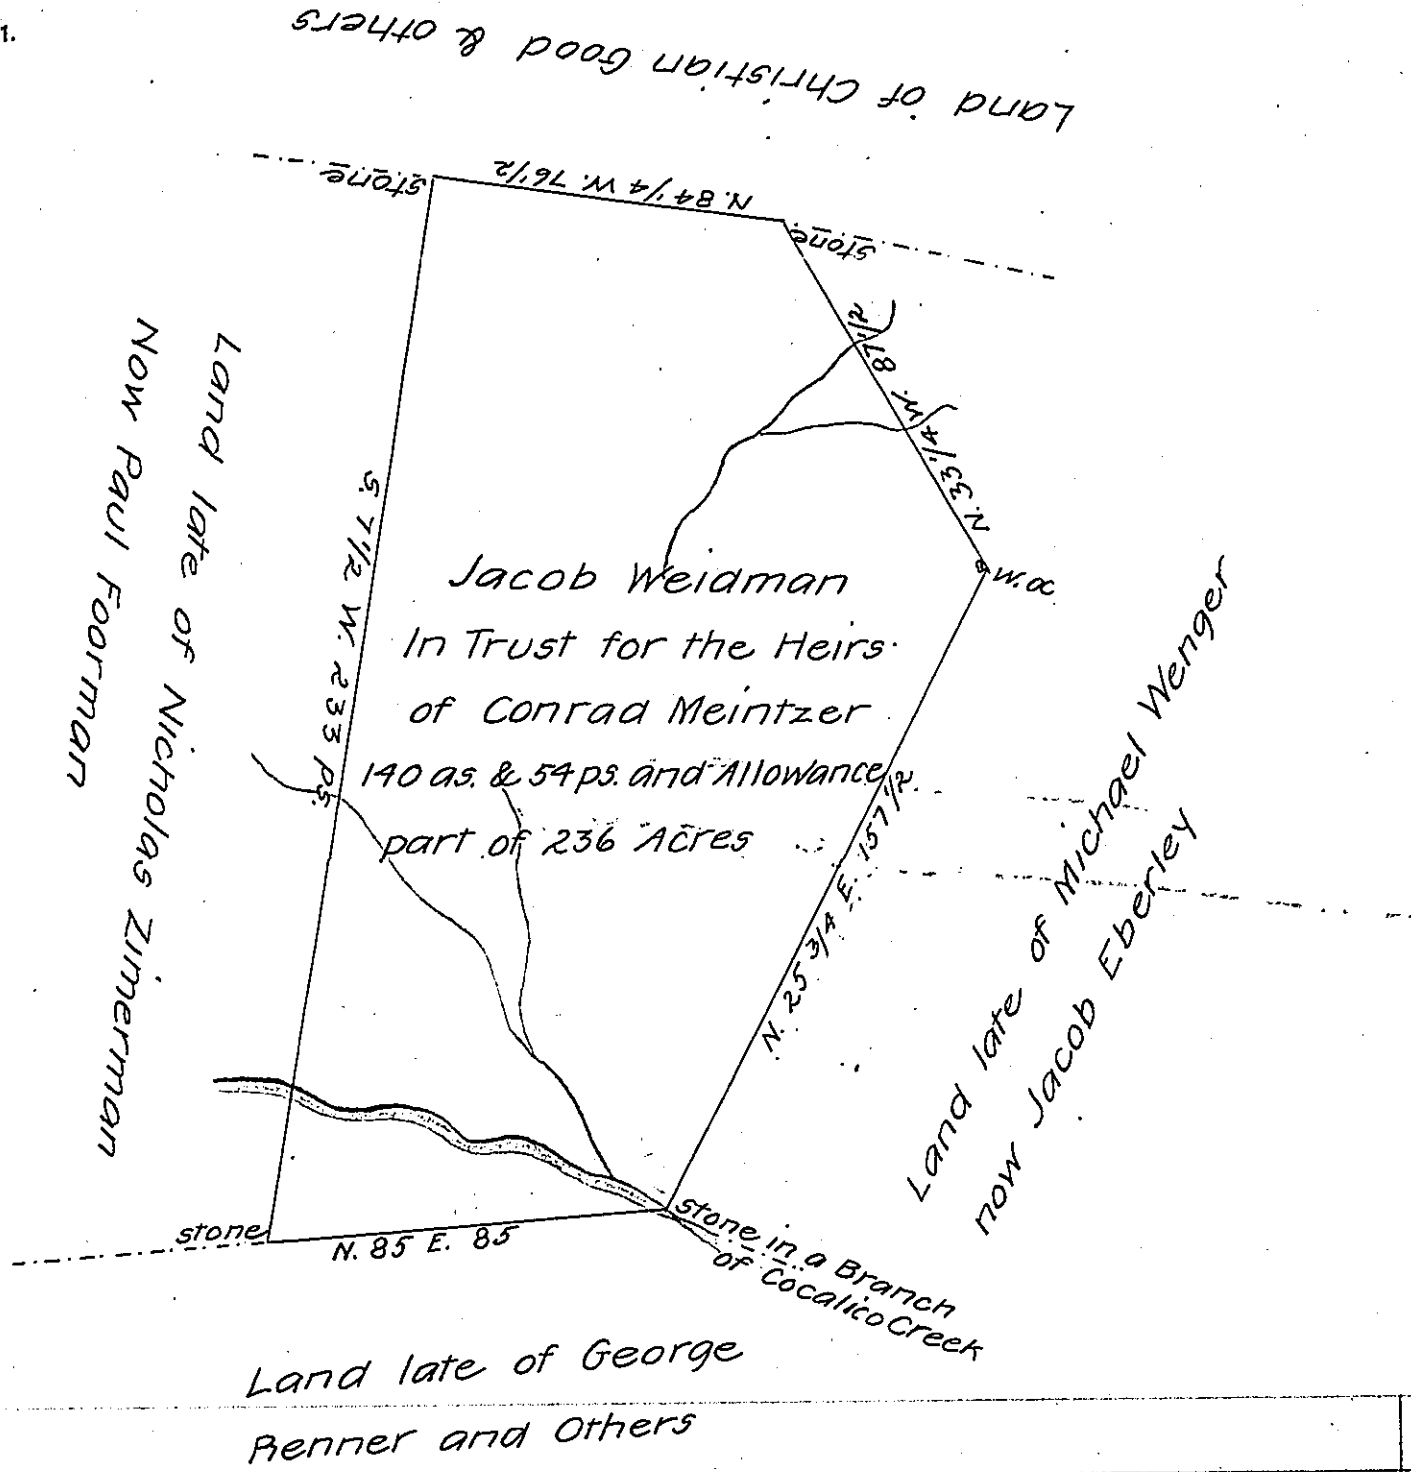 1.
Land of Christian Good & others
stone
N. 84 1/4 W. 76 1/2
stone
N. 33 1/4 W. 87 1/2
W. oc
Land late of Nicholas Zimerman
Now Paul Foorman
S. 7 1/2 W. 233 ps.
Jacob Weidman
In Trust for the Heirs
of Conrad Meintzer
140 as. & 54 ps. and Allowance
part of 236 Acres
N. 25 3/4 E. 157 1/2
Land late of Michael Wenger
now Jacob Eberley
stone
N. 85 E. 85
stone in a Branch
of Cocalico Creek
Land late of George
Renner and Others